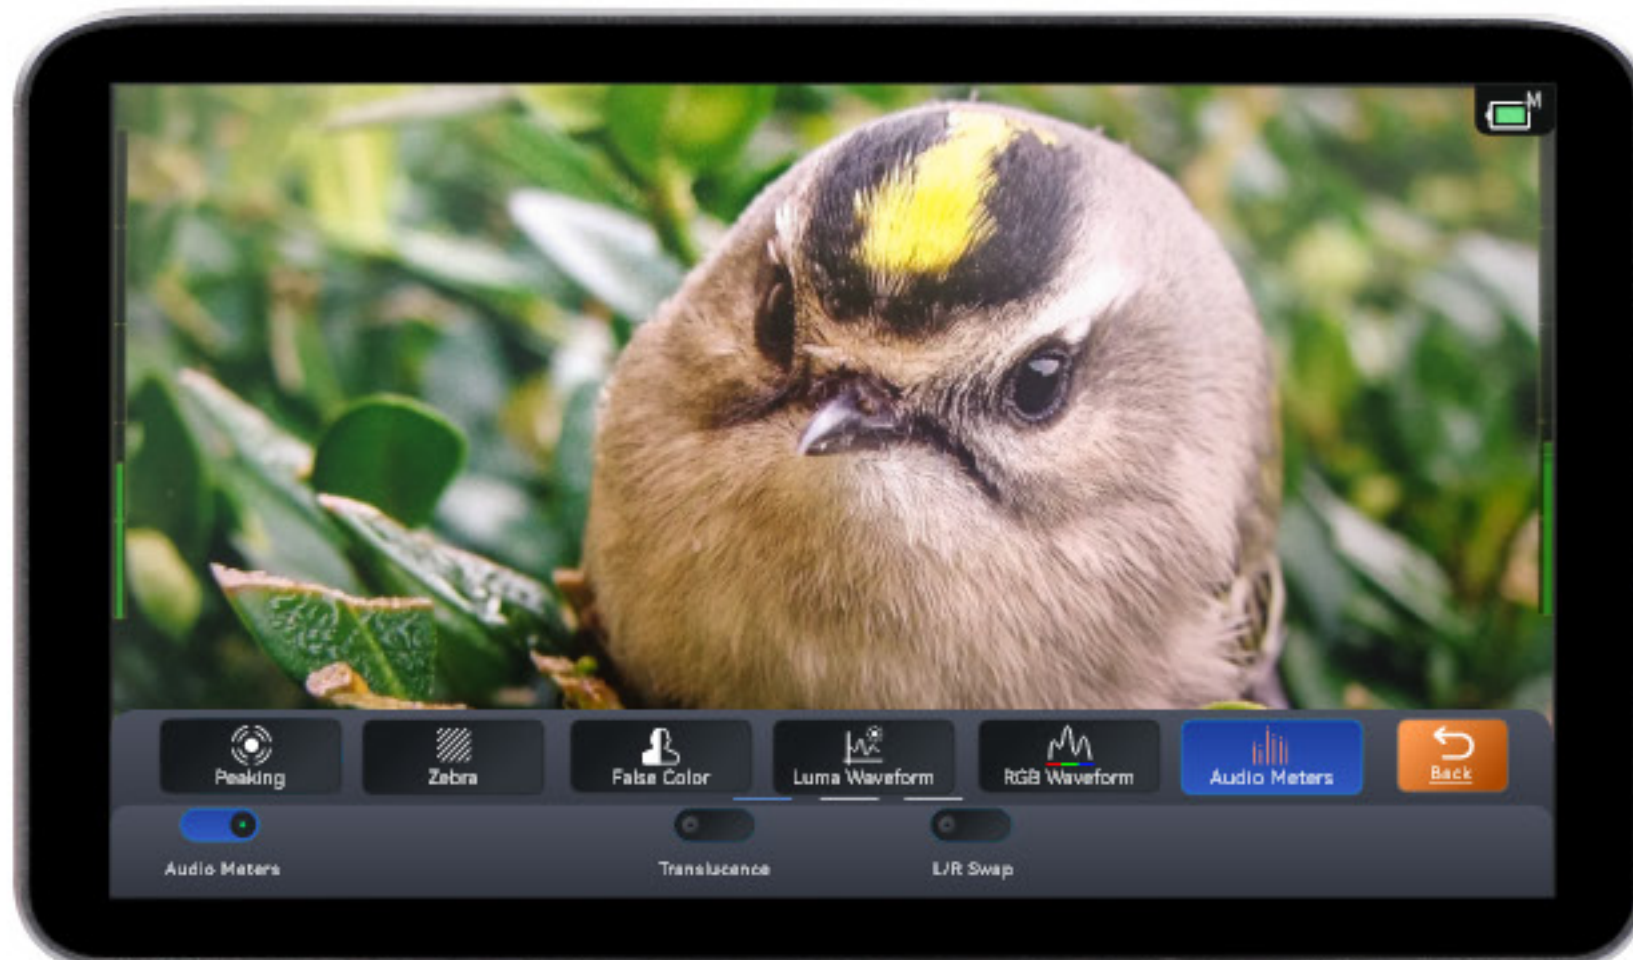 M
Peaking
Zebra
False Color
Luma Waveform
RGB Waveform
Audio Meters
Back
Audio Meters
Translucence
L/R Swap